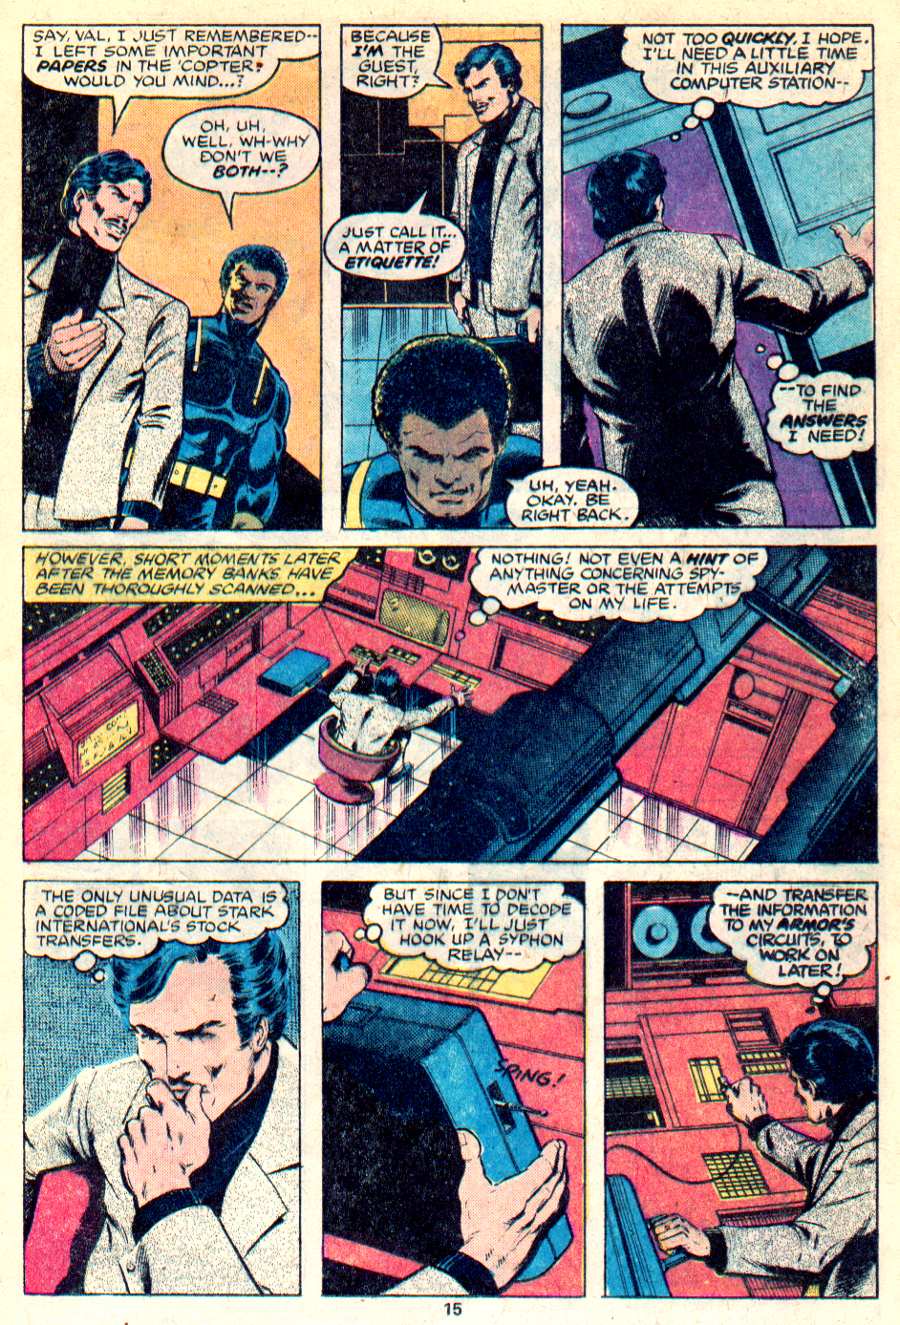 SAY, VAL, I JUST REMEMBERED--
I LEFT SOME IMPORTANT
PAPERS IN THE 'COPTER.
WOULD YOU MIND...?
OH, UH,
WELL, WH-WHY
DON'T WE
BOTH--?
BECAUSE
I'M THE
GUEST,
RIGHT?
JUST CALL IT...
A MATTER OF
ETIQUETTE!
UH, YEAH.
OKAY. BE
RIGHT BACK.
NOT TOO QUICKLY, I HOPE.
I'LL NEED A LITTLE TIME
IN THIS AUXILIARY
COMPUTER STATION--
--TO FIND
THE
ANSWERS
I NEED!
HOWEVER, SHORT MOMENTS LATER
AFTER THE MEMORY BANKS HAVE
BEEN THOROUGHLY SCANNED...
NOTHING! NOT EVEN A HINT OF
ANYTHING CONCERNING SPY-
MASTER OR THE ATTEMPTS
ON MY LIFE.
THE ONLY UNUSUAL DATA IS
A CODED FILE ABOUT STARK
INTERNATIONAL'S STOCK
TRANSFERS.
BUT SINCE I DON'T
HAVE TIME TO DECODE
IT NOW, I'LL JUST
HOOK UP A SYPHON
RELAY--
SPING!
--AND TRANSFER
THE INFORMATION
TO MY ARMOR'S
CIRCUITS, TO
WORK ON
LATER!
15